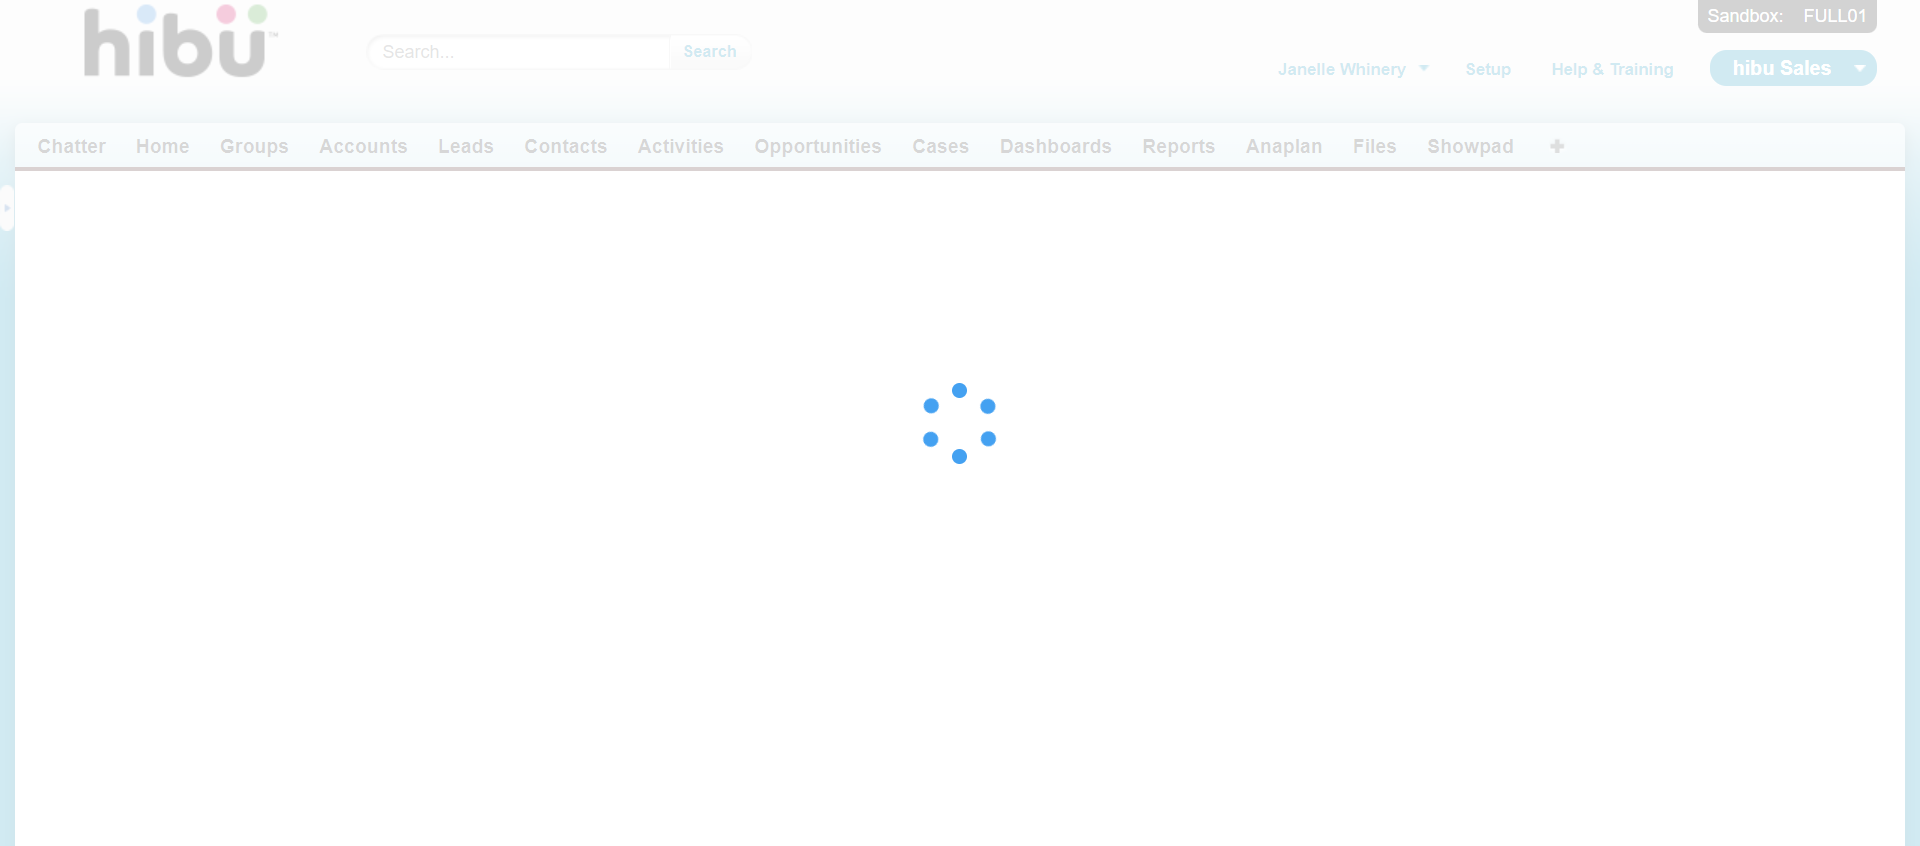 hibü™
Search...
Search
Sandbox: FULL01
Janelle Whinery
Setup
Help & Training
hibu Sales
Chatter Home Groups Accounts Leads Contacts Activities Opportunities Cases Dashboards Reports Anaplan Files Showpad